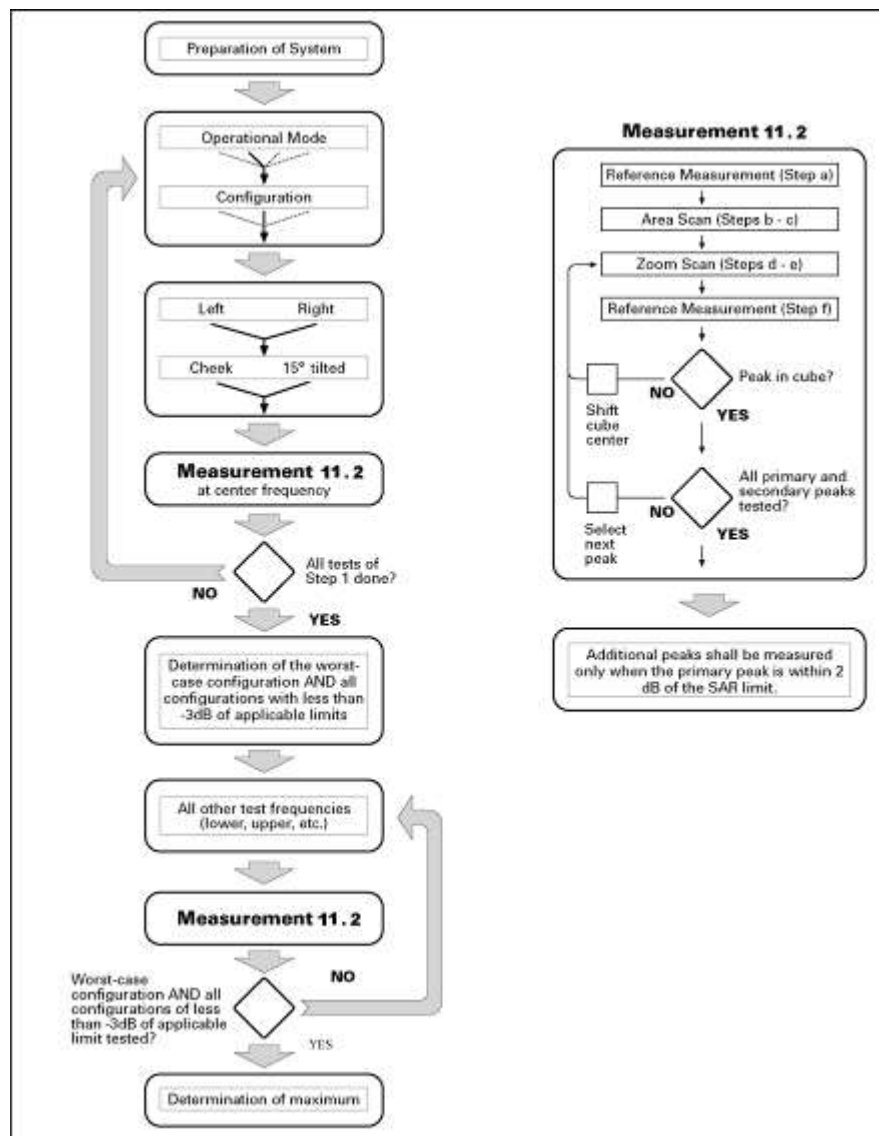 Preparation of System
Operational Mode
Configuration
Left Right
Cheek 15º tilted
Measurement 11.2
at center frequency
All tests of
Step 1 done?
NO
YES
Determination of the worst-
case configuration AND all
configurations with less than
-3dB of applicable limits
All other test frequencies
(lower, upper, etc.)
Measurement 11.2
NO
Worst-case
configuration AND all
configurations of less
than -3dB of applicable
limit tested?
YES
Determination of maximum
Measurement 11.2
Reference Measurement (Step a)
Area Scan (Steps b - c)
Zoom Scan (Steps d - e)
Reference Measurement (Step f)
Peak in cube?
NO
YES
Shift
cube
center
All primary and
secondary peaks
tested?
NO
YES
Select
next
peak
Additional peaks shall be measured
only when the primary peak is within 2
dB of the SAR limit.